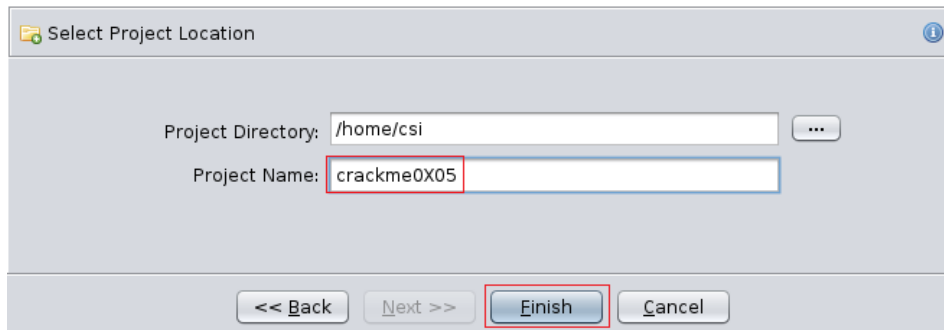 Select Project Location
Project Directory: /home/csi ...
Project Name: crackme0X05
<< Back Next >> Finish Cancel